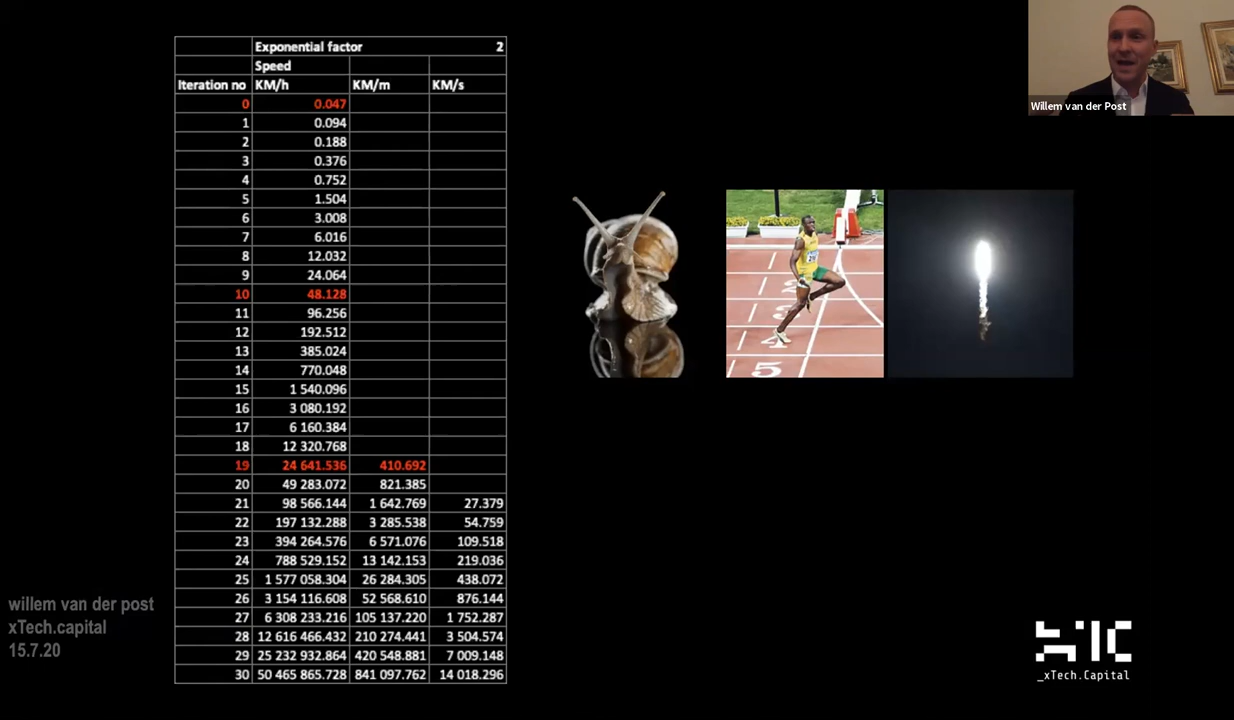 Exponential factor 2
Speed
Iteration no KM/h KM/m KM/s
0 0.047
1 0.094
2 0.188
3 0.376
4 0.752
5 1.504
6 3.008
7 6.016
8 12.032
9 24.064
10 48.128
11 96.256
12 192.512
13 385.024
14 770.048
15 1 540.096
16 3 080.192
17 6 160.384
18 12 320.768
19 24 641.536 410.692
20 49 283.072 821.385
21 98 566.144 1 642.769 27.379
22 197 132.288 3 285.538 54.759
23 394 264.576 6 571.076 109.518
24 788 529.152 13 142.153 219.036
25 1 577 058.304 26 284.305 438.072
26 3 154 116.608 52 568.610 876.144
27 6 308 233.216 105 137.220 1 752.287
28 12 616 466.432 210 274.441 3 504.574
29 25 232 932.864 420 548.881 7 009.148
30 50 465 865.728 841 097.762 14 018.296
Willem van der Post
2
3
4
5
willem van der post
xTech.capital
15.7.20
_xTech.Capital